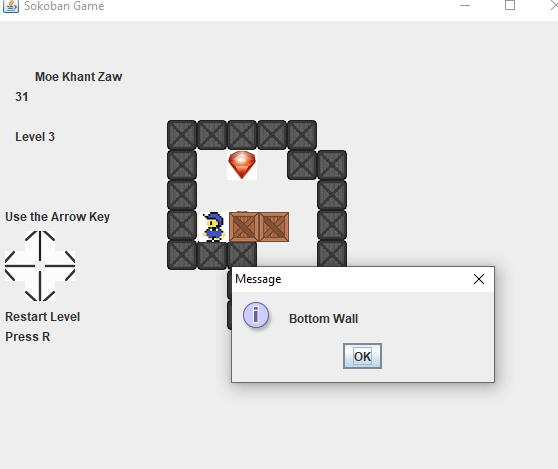 Sokoban Game
Moe Khant Zaw
31
Level 3
Use the Arrow Key
Restart Level
Press R
Message
Bottom Wall
OK